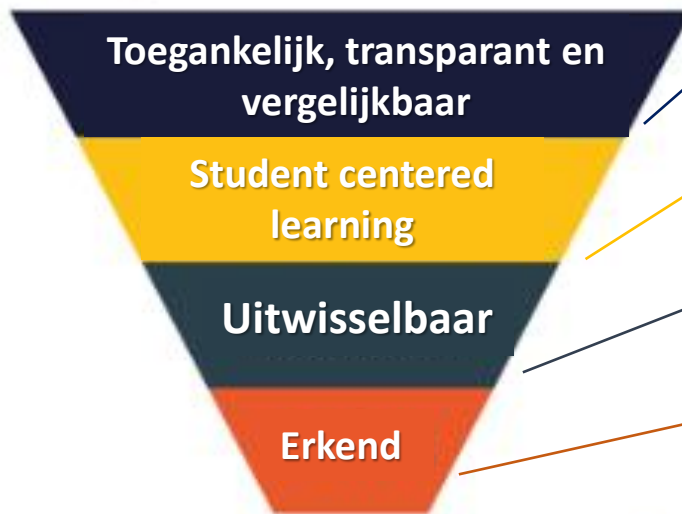 Toegankelijk, transparant en
vergelijkbaar
Student centered
learning
Uitwisselbaar
Erkend